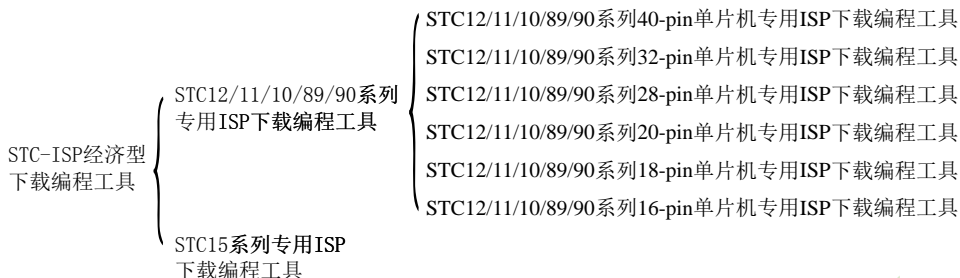 STC-ISP经济型
下载编程工具
STC12/11/10/89/90系列
专用ISP下载编程工具
STC12/11/10/89/90系列40-pin单片机专用ISP下载编程工具
STC12/11/10/89/90系列32-pin单片机专用ISP下载编程工具
STC12/11/10/89/90系列28-pin单片机专用ISP下载编程工具
STC12/11/10/89/90系列20-pin单片机专用ISP下载编程工具
STC12/11/10/89/90系列18-pin单片机专用ISP下载编程工具
STC12/11/10/89/90系列16-pin单片机专用ISP下载编程工具
STC15系列专用ISP
下载编程工具